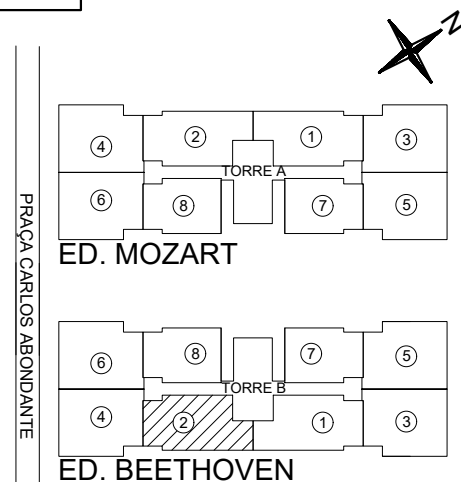 N
4
2
1
3
TORRE A
6
8
7
5
ED. MOZART
PRAÇA CARLOS ABONDANTE
6
8
7
5
TORRE B
4
2
1
3
ED. BEETHOVEN